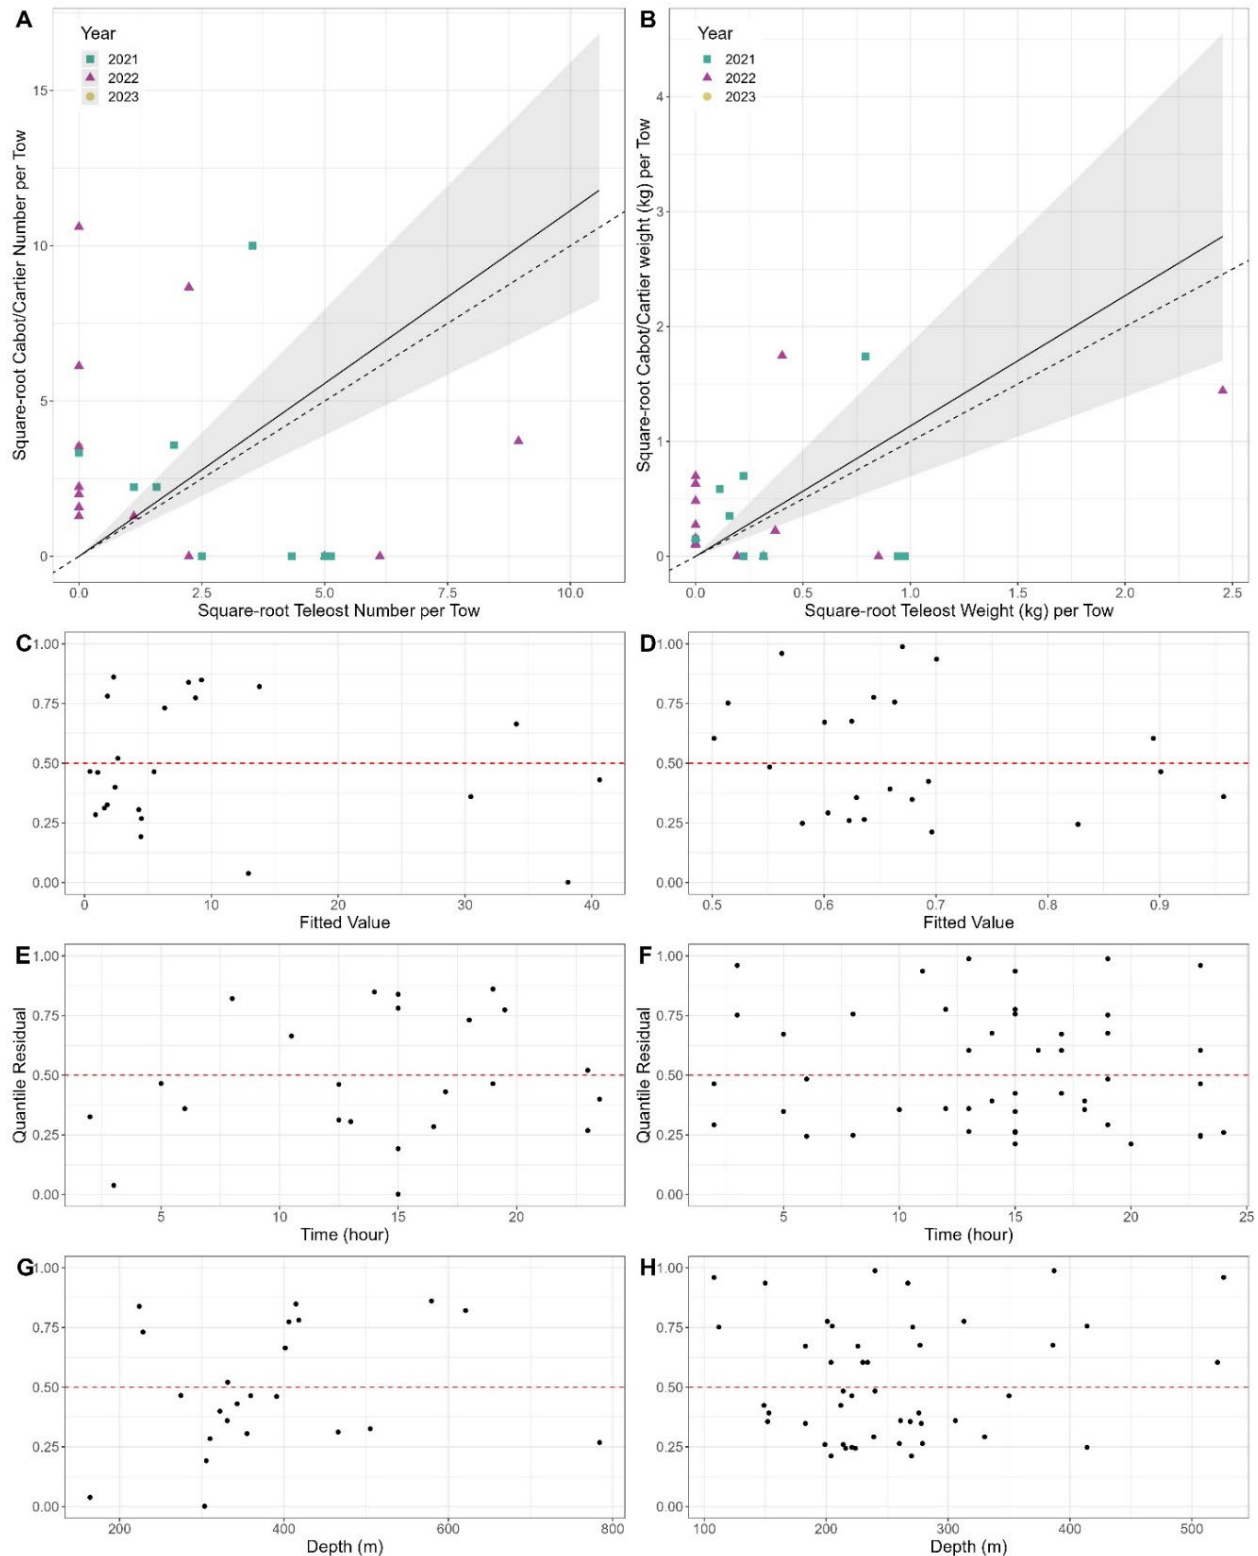 A
Year
2021
2022
2023
15
10
5
0
Square-root Cabot/Cartier Number per Tow
0.0 2.5 5.0 7.5 10.0
Square-root Teleost Number per Tow
B
Year
2021
2022
2023
4
3
2
1
0
Square-root Cabot/Cartier weight (kg) per Tow
0.0 0.5 1.0 1.5 2.0 2.5
Square-root Teleost Weight (kg) per Tow
C
1.00
0.75
0.50
0.25
0.00
0 10 20 30 40
Fitted Value
D
1.00
0.75
0.50
0.25
0.00
0.5 0.6 0.7 0.8 0.9
Fitted Value
E
1.00
0.75
0.50
0.25
0.00
Quantile Residual
5 10 15 20
Time (hour)
F
1.00
0.75
0.50
0.25
0.00
Quantile Residual
5 10 15 20 25
Time (hour)
G
1.00
0.75
0.50
0.25
0.00
200 400 600 800
Depth (m)
H
1.00
0.75
0.50
0.25
0.00
100 200 300 400 500
Depth (m)